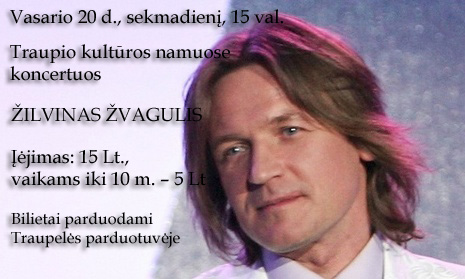 Vasario 20 d., sekmadienį, 15 val.
Traupio kultūros namuose
koncertuos
ŽILVINAS ŽVAGULIS
Įėjimas: 15 Lt.,
vaikams iki 10 m. – 5 Lt
Bilietai parduodami
Traupelės parduotuvėje